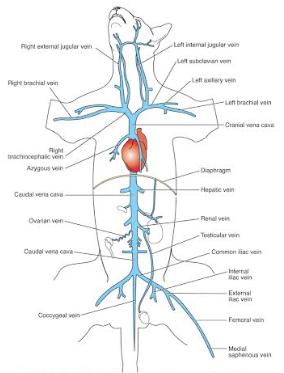 Right external jugular vein
Left internal jugular vein
Left subclavian vein
Left axillary vein
Right brachial vein
Left brachial vein
Cranial vena cava
Right
brachiocephalic vein
Azygous vein
Diaphragm
Caudal vena cava
Hepatic vein
Ovarian vein
Renal vein
Testicular vein
Caudal vena cava
Common iliac vein
Internal
iliac vein
External
iliac vein
Coccygeal vein
Femoral vein
Medial
saphenous vein